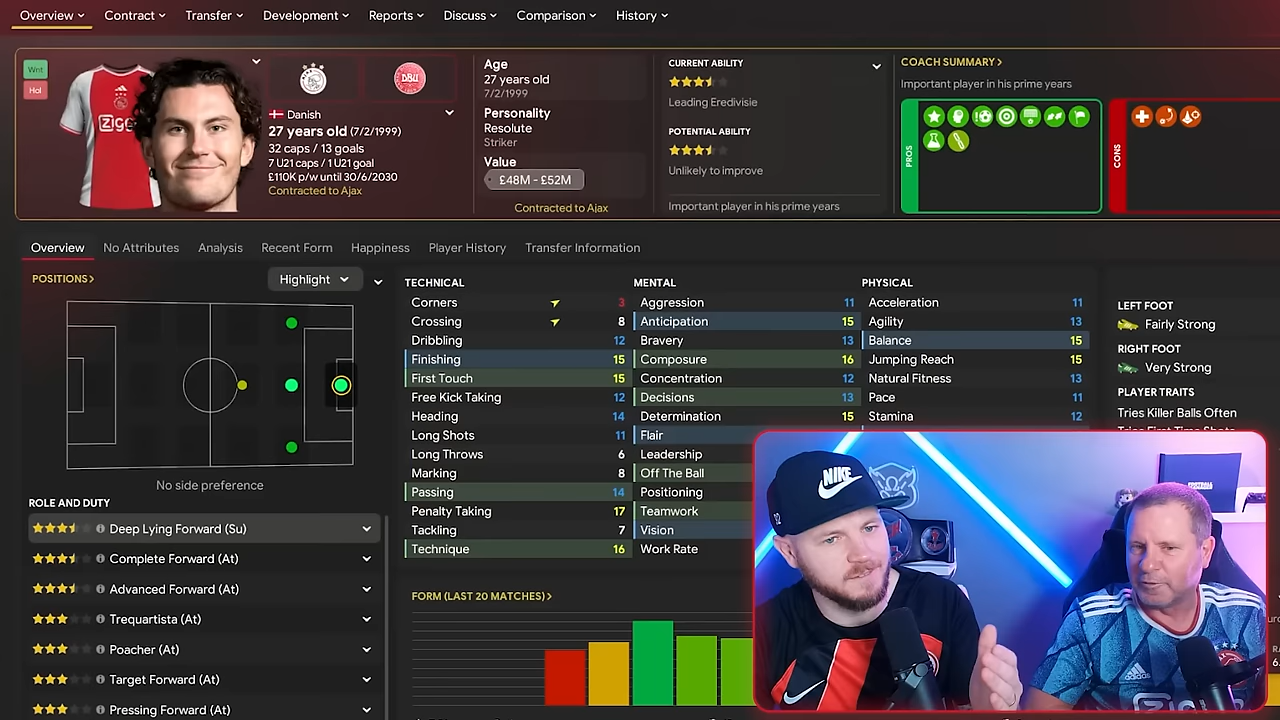 Overview Contract Transfer Development Reports Discuss Comparison History
Wnt
Hol
DBU
Danish
27 years old (7/2/1999)
32 caps / 13 goals
7 U21 caps / 1 U21 goal
£110K p/w until 30/6/2030
Contracted to Ajax
Age
27 years old
7/2/1999
Personality
Resolute
Striker
Value
£48M - £52M
Contracted to Ajax
CURRENT ABILITY
Leading Eredivisie
POTENTIAL ABILITY
Unlikely to improve
Important player in his prime years
COACH SUMMARY
Important player in his prime years
PROS
CONS
Overview No Attributes Analysis Recent Form Happiness Player History Transfer Information
POSITIONS
Highlight
No side preference
ROLE AND DUTY
Deep Lying Forward (Su)
Complete Forward (At)
Advanced Forward (At)
Trequartista (At)
Poacher (At)
Target Forward (At)
Pressing Forward (At)
TECHNICAL
Corners 3
Crossing 8
Dribbling 12
Finishing 15
First Touch 15
Free Kick Taking 12
Heading 14
Long Shots 11
Long Throws 6
Marking 8
Passing 14
Penalty Taking 17
Tackling 7
Technique 16
MENTAL
Aggression 11
Anticipation 15
Bravery 13
Composure 16
Concentration 12
Decisions 13
Determination 15
Flair
Leadership
Off The Ball
Positioning
Teamwork
Vision
Work Rate
PHYSICAL
Acceleration 11
Agility 13
Balance 15
Jumping Reach 15
Natural Fitness 13
Pace 11
Stamina 12
LEFT FOOT
Fairly Strong
RIGHT FOOT
Very Strong
PLAYER TRAITS
Tries Killer Balls Often
Tries First Time Shots
FORM (LAST 20 MATCHES)
NIKE
adidas